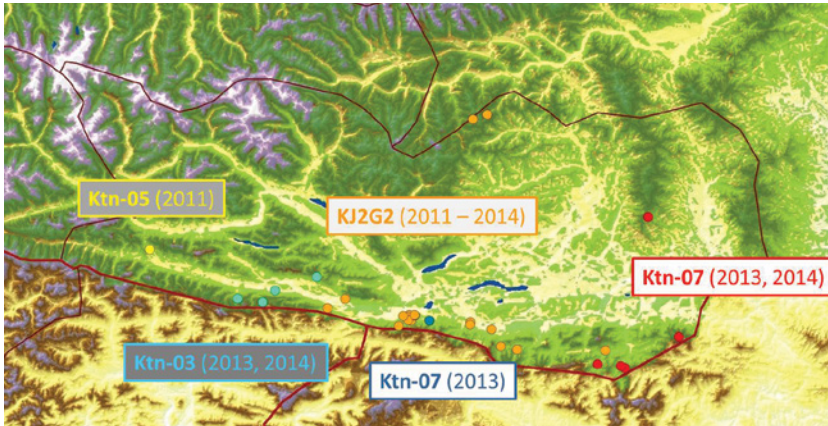 Ktn-05 (2011)
KJ2G2 (2011 – 2014)
Ktn-07 (2013, 2014)
Ktn-03 (2013, 2014)
Ktn-07 (2013)